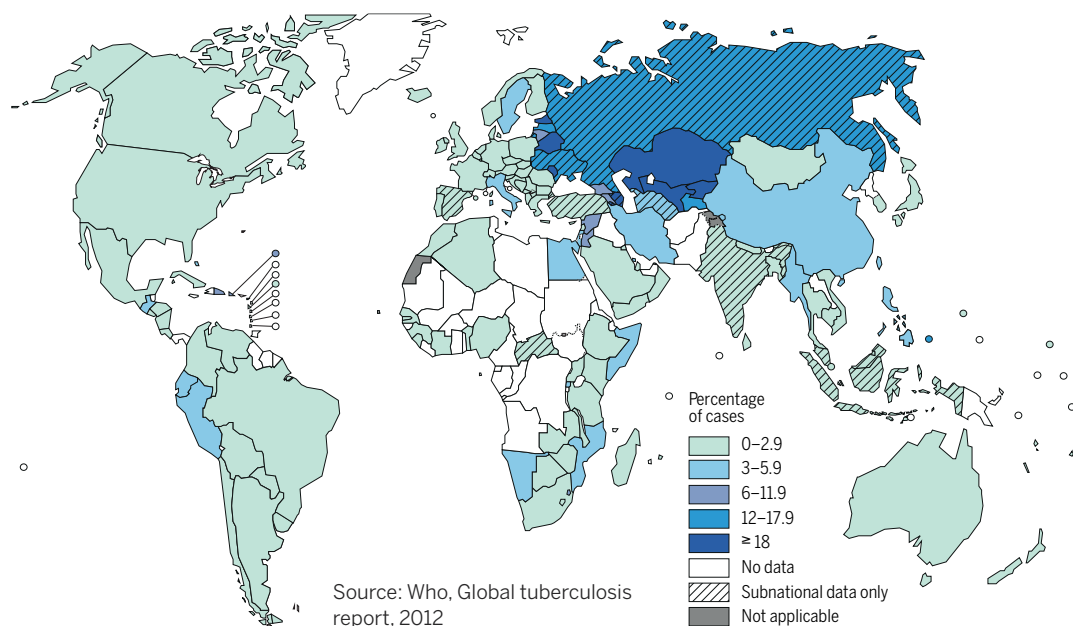 Percentage
of cases
0–2.9
3–5.9
6–11.9
12–17.9
≥ 18
No data
Subnational data only
Not applicable
Source: Who, Global tuberculosis
report, 2012